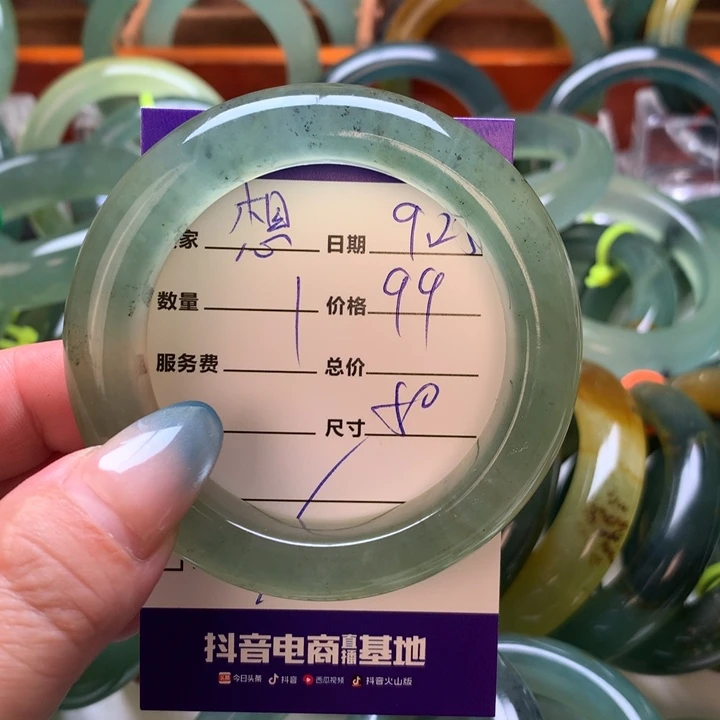 家 想 日期 9.25
数量 1 价格 99
服务费 总价
尺寸 50
抖音电商直播基地
今日头条 抖音 西瓜视频 抖音火山版